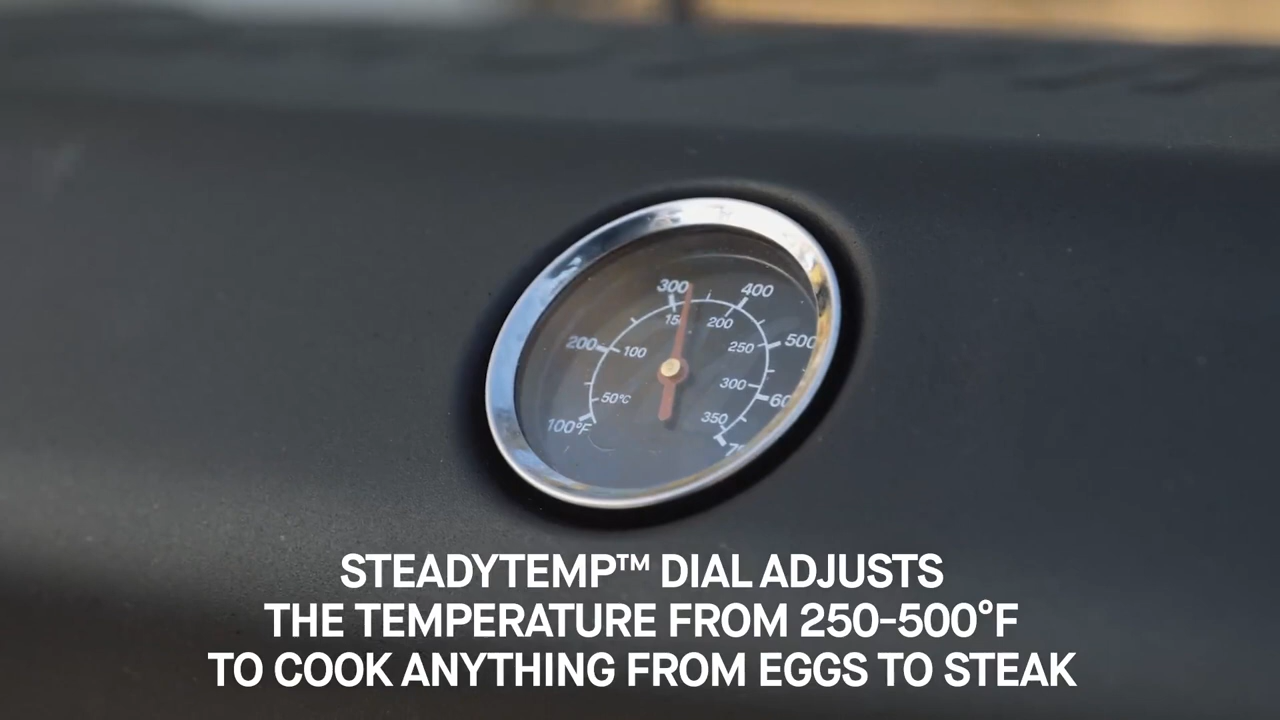 300
400
150
200
200
100
250
500
300
50°C
350
100°F
STEADYTEMP™ DIAL ADJUSTS
THE TEMPERATURE FROM 250-500°F
TO COOK ANYTHING FROM EGGS TO STEAK